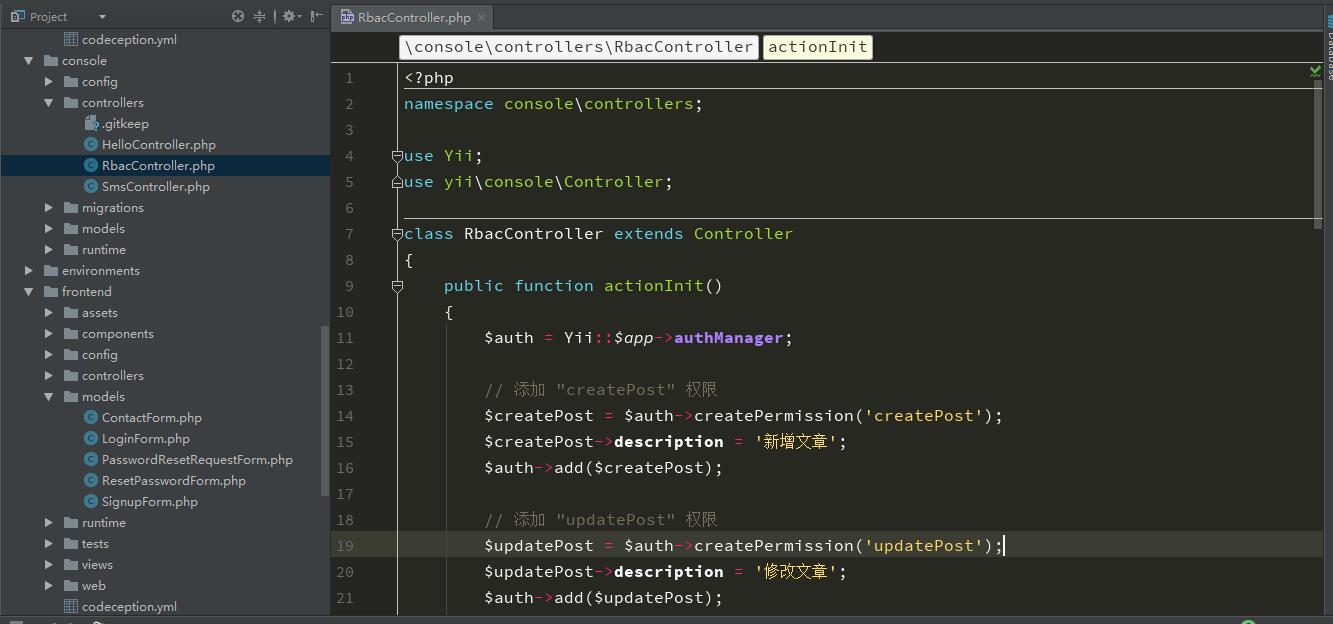 Project
codeception.yml
console
config
controllers
.gitkeep
HelloController.php
RbacController.php
SmsController.php
migrations
models
runtime
environments
frontend
assets
components
config
controllers
models
ContactForm.php
LoginForm.php
PasswordResetRequestForm.php
ResetPasswordForm.php
SignupForm.php
runtime
tests
views
web
codeception.yml
RbacController.php
\console\controllers\RbacController actionInit
1 <?php
2 namespace console\controllers;
3
4 use Yii;
5 use yii\console\Controller;
6
7 class RbacController extends Controller
8 {
9 public function actionInit()
10 {
11 $auth = Yii::$app->authManager;
12
13 // 添加 "createPost" 权限
14 $createPost = $auth->createPermission('createPost');
15 $createPost->description = '新增文章';
16 $auth->add($createPost);
17
18 // 添加 "updatePost" 权限
19 $updatePost = $auth->createPermission('updatePost');
20 $updatePost->description = '修改文章';
21 $auth->add($updatePost);
Database